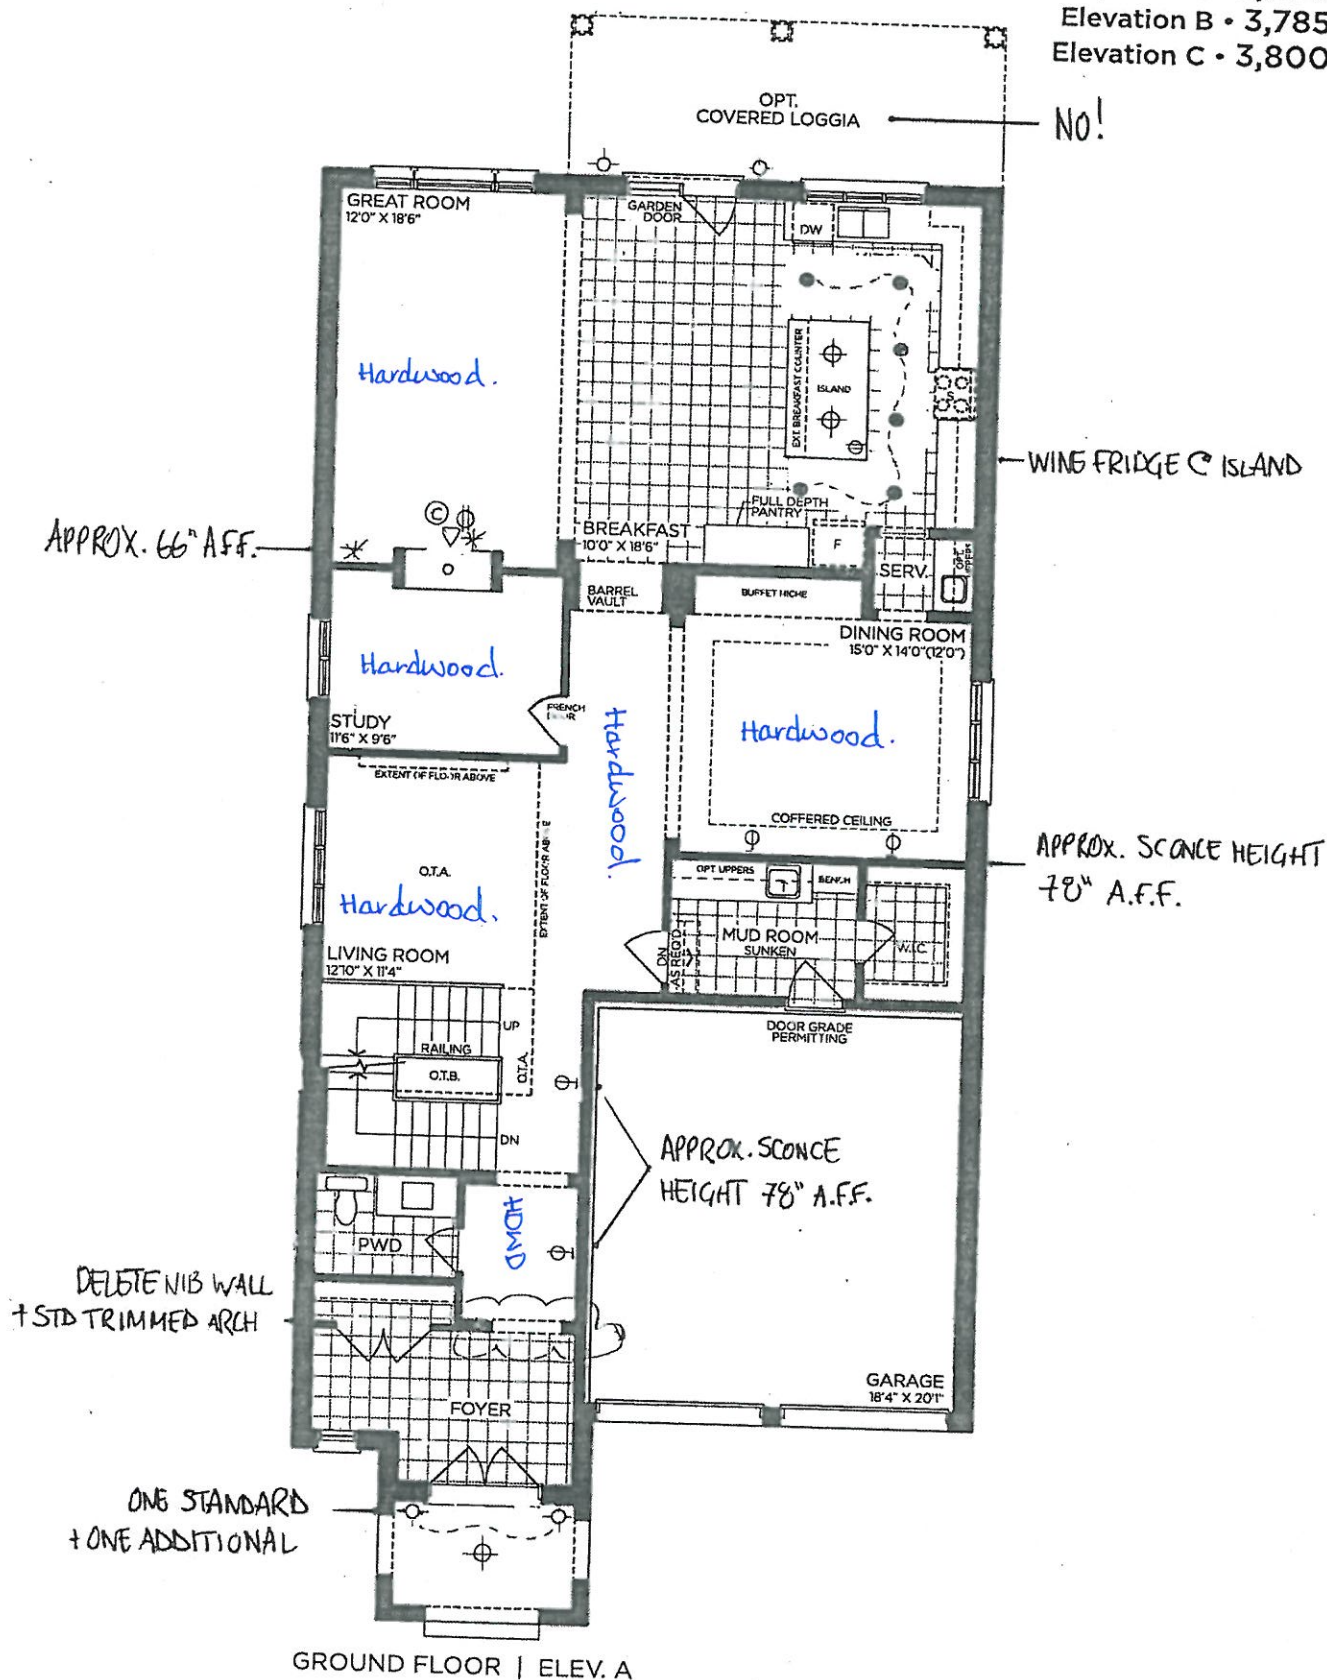 Elevation B • 3,785
Elevation C • 3,800
OPT.
COVERED LOGGIA
NO!
GREAT ROOM
12'0" X 18'6"
GARDEN
DOOR
DW
Hardwood.
EXT. BREAKFAST COUNTER
ISLAND
S
WINE FRIDGE @ ISLAND
C
FULL DEPTH
PANTRY
BREAKFAST
10'0" X 18'6"
F
APPROX. 66" A.F.F.
SERV.
OPT.
UPPERS
BARREL
VAULT
BUFFET NICHE
DINING ROOM
15'0" X 14'0"(12'0")
Hardwood.
STUDY
11'6" X 9'6"
FRENCH
DOOR
Hardwood.
Hardwood.
EXTENT OF FLOOR ABOVE
COFFERED CEILING
EXTENT OF FLOOR ABOVE
O.T.A.
Hardwood.
LIVING ROOM
12'10" X 11'4"
APPROX. SCONCE HEIGHT
78" A.F.F.
OPT UPPERS
T
BENCH
MUD ROOM
SUNKEN
W.I.C
DN
AS REQ'D
UP
RAILING
O.T.B.
O.T.A.
DN
DOOR GRADE
PERMITTING
APPROX. SCONCE
HEIGHT 78" A.F.F.
HDWD
PWD
DELETE NIB WALL
+ STD TRIMMED ARCH
FOYER
GARAGE
18'4" X 20'1"
ONE STANDARD
+ ONE ADDITIONAL
GROUND FLOOR | ELEV. A